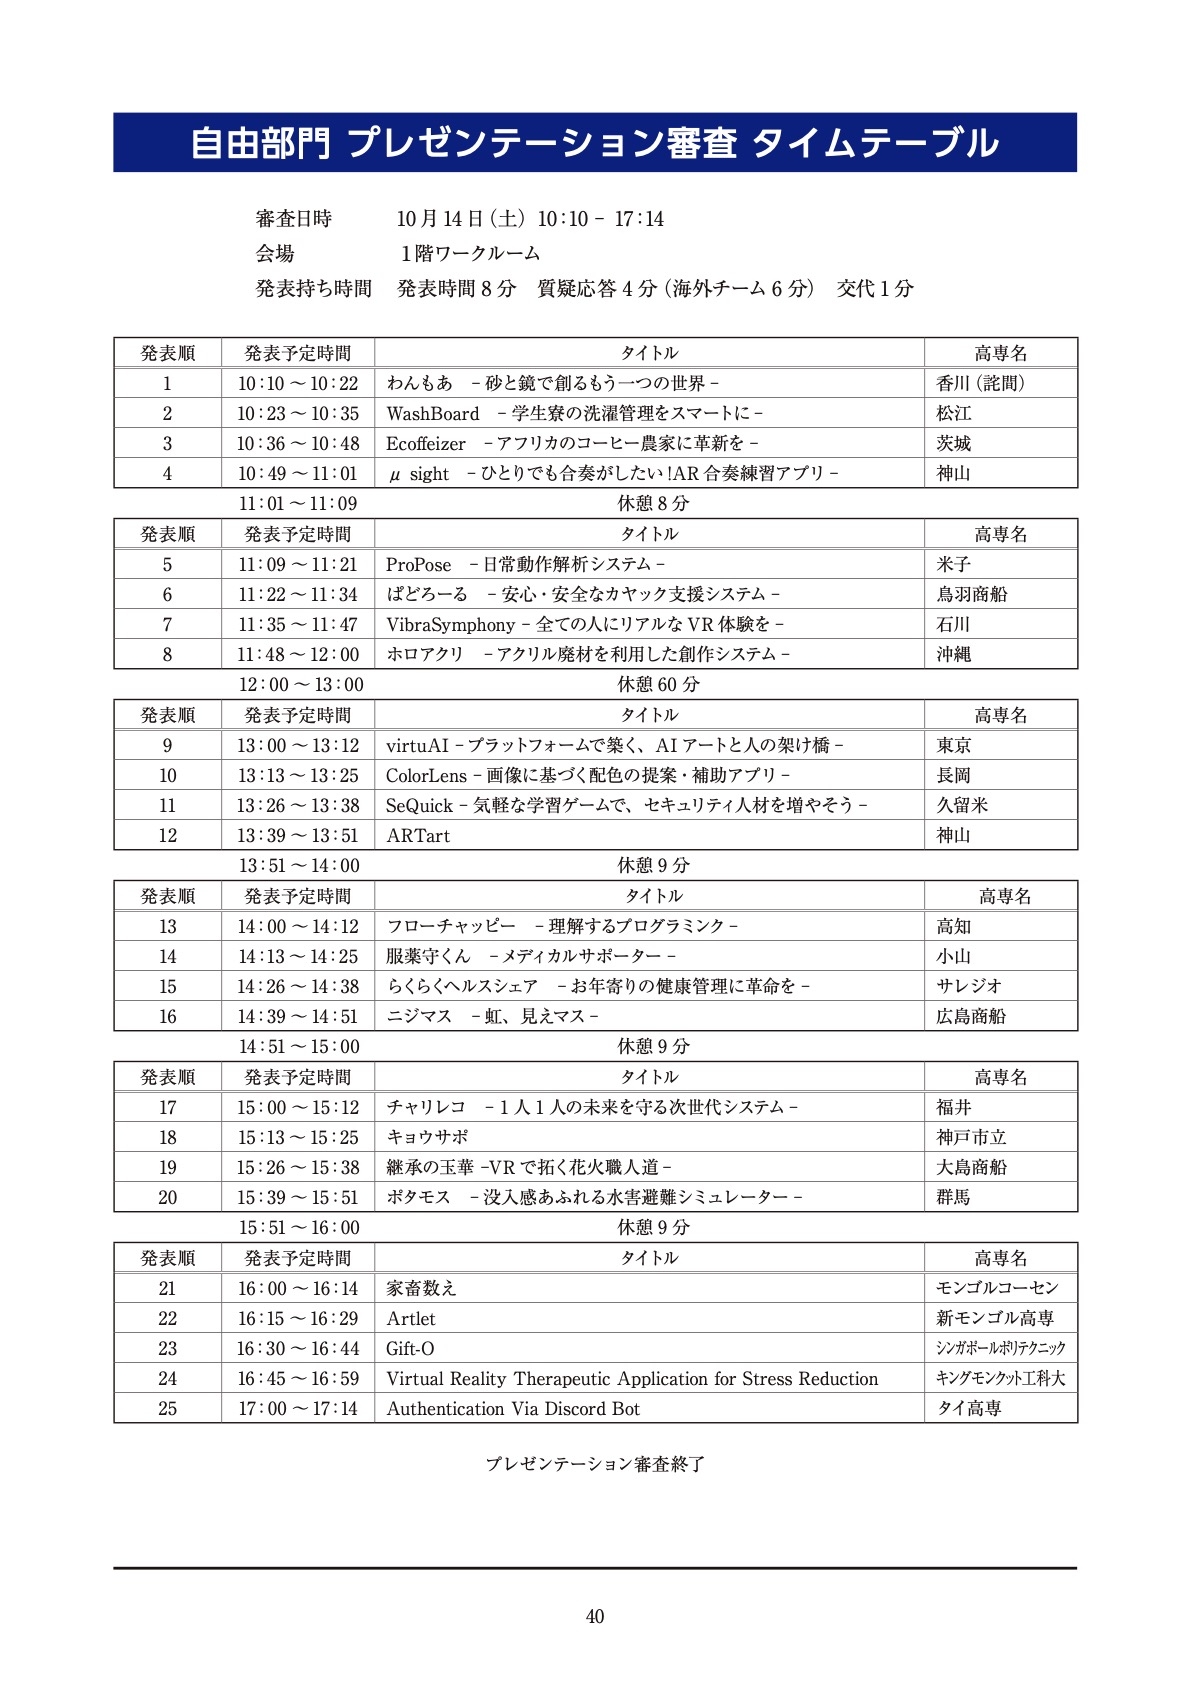 自由部門 プレゼンテーション審査 タイムテーブル
審査日時 10月14日（土）10:10 − 17:14
会場 1階ワークルーム
発表持ち時間 発表時間8分 質疑応答4分（海外チーム6分） 交代1分
発表順 発表予定時間 タイトル 高専名
1 10:10 ～ 10:22 わんもあ －砂と鏡で創るもう一つの世界－ 香川（詫間）
2 10:23 ～ 10:35 WashBoard －学生寮の洗濯管理をスマートに－ 松江
3 10:36 ～ 10:48 Ecoffeizer －アフリカのコーヒー農家に革新を－ 茨城
4 10:49 ～ 11:01 μ sight －ひとりでも合奏がしたい!AR合奏練習アプリ－ 神山
11:01 ～ 11:09 休憩8分
発表順 発表予定時間 タイトル 高専名
5 11:09 ～ 11:21 ProPose －日常動作解析システム－ 米子
6 11:22 ～ 11:34 ぱどろーる －安心・安全なカヤック支援システム－ 鳥羽商船
7 11:35 ～ 11:47 VibraSymphony －全ての人にリアルなVR体験を－ 石川
8 11:48 ～ 12:00 ホロアクリ －アクリル廃材を利用した創作システム－ 沖縄
12:00 ～ 13:00 休憩60分
発表順 発表予定時間 タイトル 高専名
9 13:00 ～ 13:12 virtuAI －プラットフォームで築く、AIアートと人の架け橋－ 東京
10 13:13 ～ 13:25 ColorLens －画像に基づく配色の提案・補助アプリ－ 長岡
11 13:26 ～ 13:38 SeQuick －気軽な学習ゲームで、セキュリティ人材を増やそう－ 久留米
12 13:39 ～ 13:51 ARTart 神山
13:51 ～ 14:00 休憩9分
発表順 発表予定時間 タイトル 高専名
13 14:00 ～ 14:12 フローチャッピー －理解するプログラミンク－ 高知
14 14:13 ～ 14:25 服薬守くん －メディカルサポーター－ 小山
15 14:26 ～ 14:38 らくらくヘルスシェア －お年寄りの健康管理に革命を－ サレジオ
16 14:39 ～ 14:51 ニジマス －虹、見えマス－ 広島商船
14:51 ～ 15:00 休憩9分
発表順 発表予定時間 タイトル 高専名
17 15:00 ～ 15:12 チャリレコ －1人1人の未来を守る次世代システム－ 福井
18 15:13 ～ 15:25 キョウサポ 神戸市立
19 15:26 ～ 15:38 継承の玉華 −VRで拓く花火職人道− 大島商船
20 15:39 ～ 15:51 ポタモス －没入感あふれる水害避難シミュレーター－ 群馬
15:51 ～ 16:00 休憩9分
発表順 発表予定時間 タイトル 高専名
21 16:00 ～ 16:14 家畜数え モンゴルコーセン
22 16:15 ～ 16:29 Artlet 新モンゴル高専
23 16:30 ～ 16:44 Gift-O シンガポールポリテクニック
24 16:45 ～ 16:59 Virtual Reality Therapeutic Application for Stress Reduction キングモンクット工科大
25 17:00 ～ 17:14 Authentication Via Discord Bot タイ高専
プレゼンテーション審査終了
40